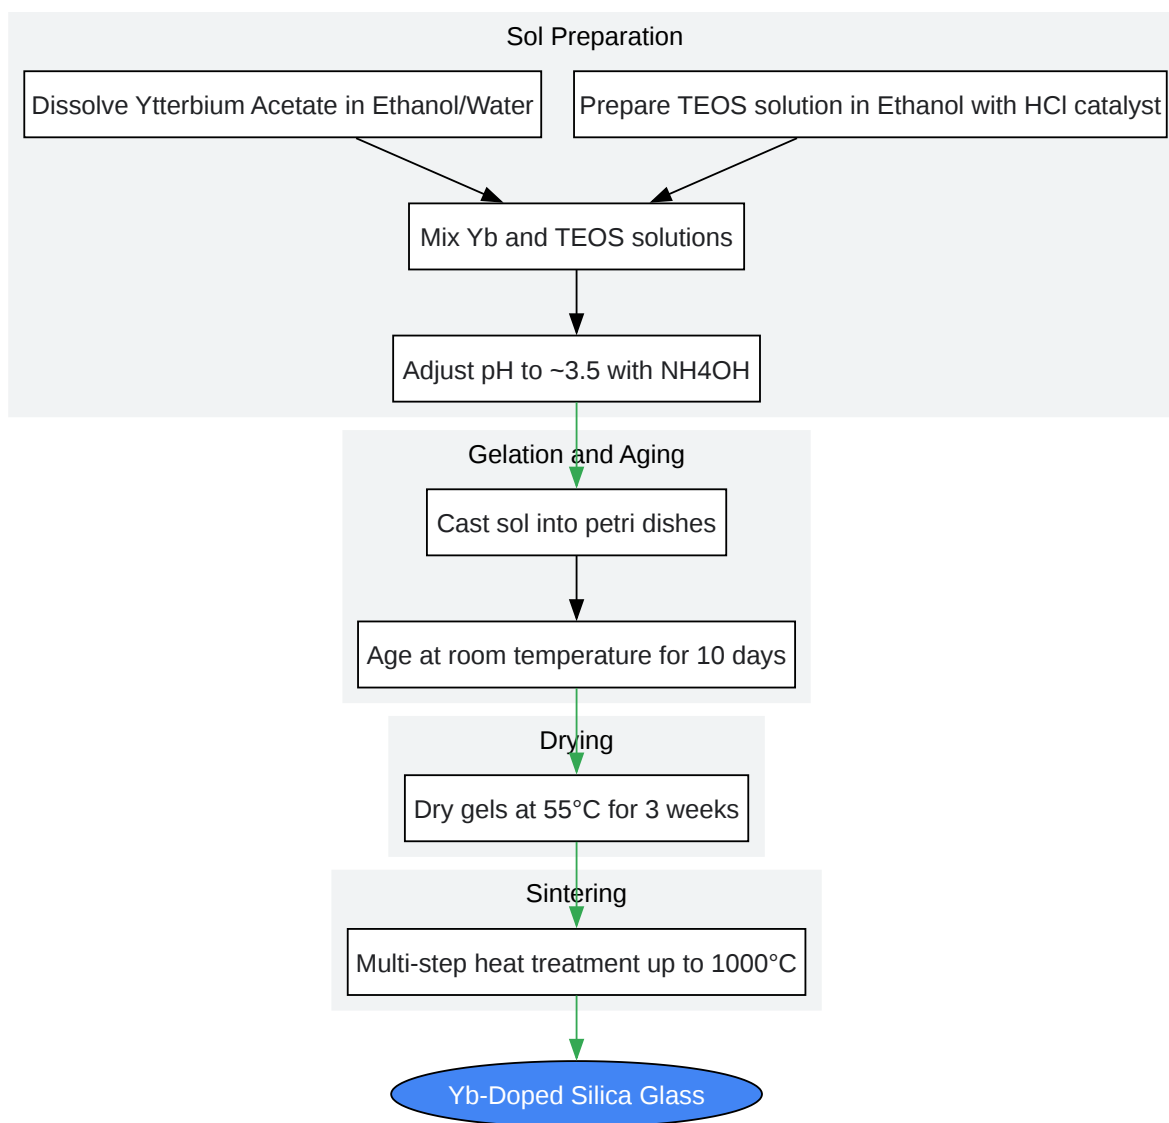 Sol Preparation
Dissolve Ytterbium Acetate in Ethanol/Water
Prepare TEOS solution in Ethanol with HCl catalyst
Mix Yb and TEOS solutions
Adjust pH to ~3.5 with NH4OH
Gelation and Aging
Cast sol into petri dishes
Age at room temperature for 10 days
Drying
Dry gels at 55°C for 3 weeks
Sintering
Multi-step heat treatment up to 1000°C
Yb-Doped Silica Glass